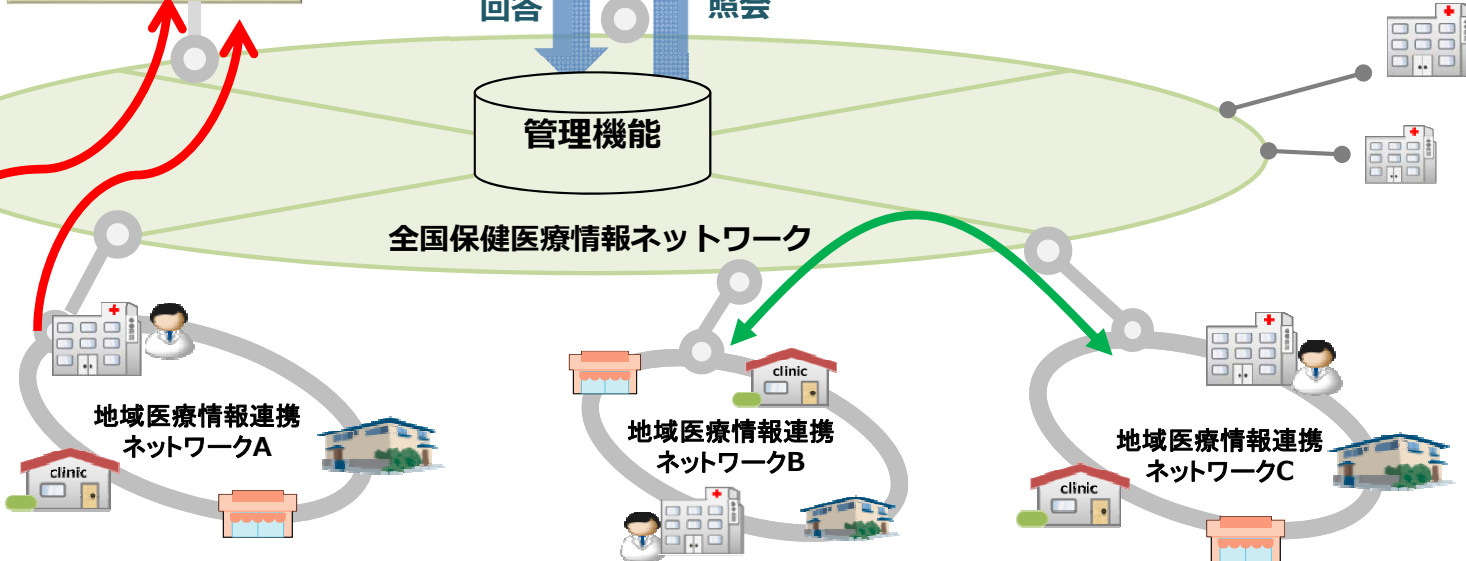 回答
照会
管理機能
全国保健医療情報ネットワーク
地域医療情報連携
ネットワークA
clinic
clinic
地域医療情報連携
ネットワークB
地域医療情報連携
ネットワークC
clinic